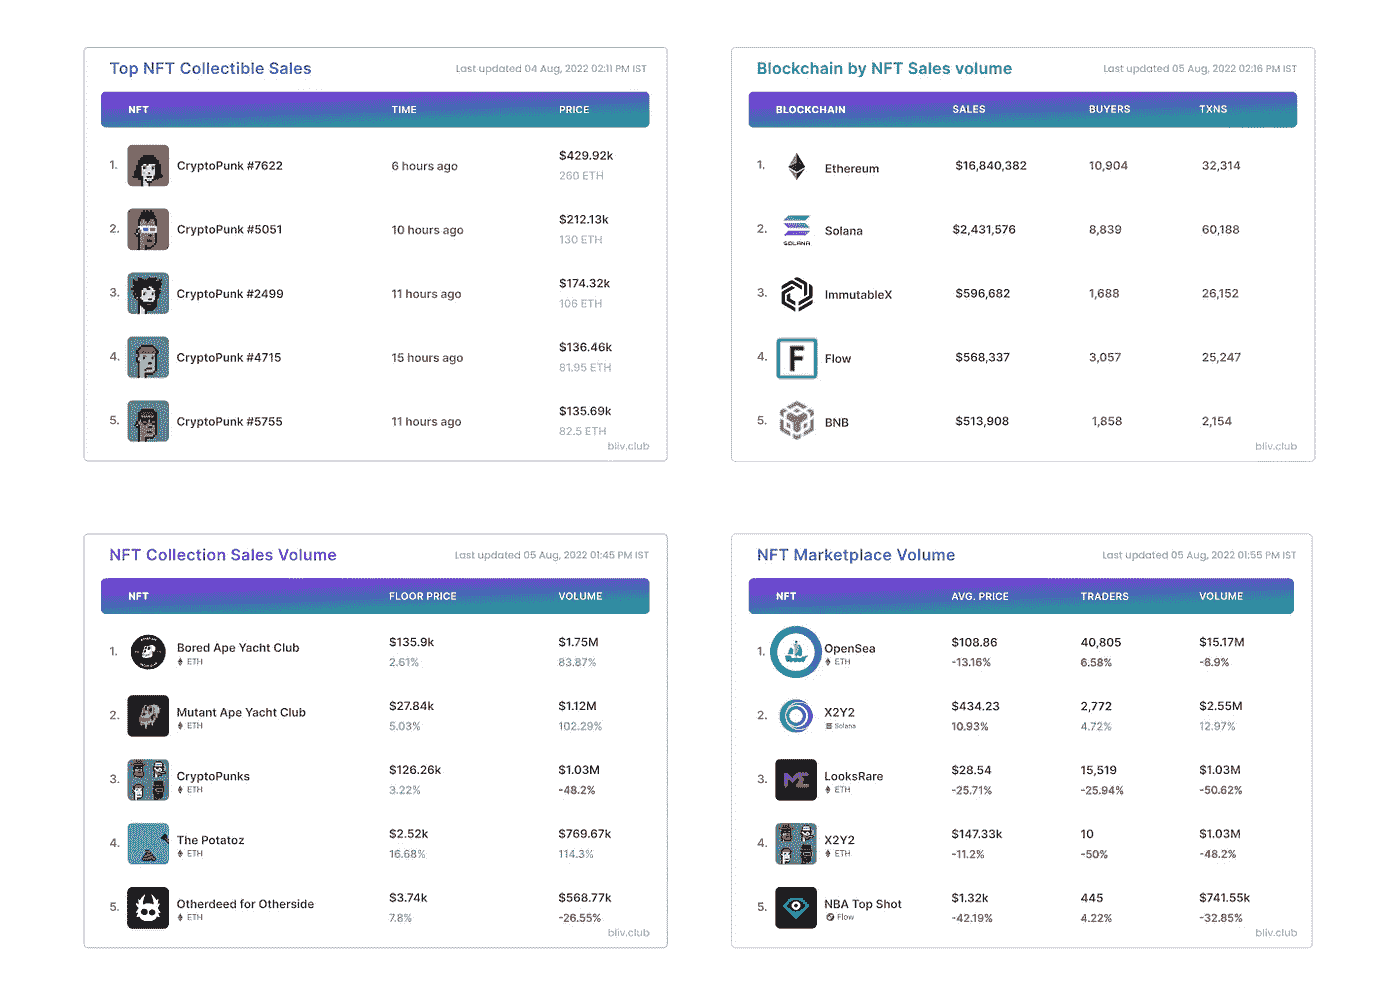 Top NFT Collectible Sales
Last updated 04 Aug, 2022 02:11 PM IST
NFT TIME PRICE
1. CryptoPunk #7622 6 hours ago $429.92k
260 ETH
2. CryptoPunk #5051 10 hours ago $212.13k
130 ETH
3. CryptoPunk #2499 11 hours ago $174.32k
106 ETH
4. CryptoPunk #4715 15 hours ago $136.46k
81.95 ETH
5. CryptoPunk #5755 11 hours ago $135.69k
82.5 ETH
bliv.club
Blockchain by NFT Sales volume
Last updated 05 Aug, 2022 02:16 PM IST
BLOCKCHAIN SALES BUYERS TXNS
1. Ethereum $16,840,382 10,904 32,314
2. Solana $2,431,576 8,839 60,188
SOLANA
3. ImmutableX $596,682 1,688 26,152
4. F Flow $568,337 3,057 25,247
5. BNB $513,908 1,858 2,154
bliv.club
NFT Collection Sales Volume
Last updated 05 Aug, 2022 01:45 PM IST
NFT FLOOR PRICE VOLUME
1. Bored Ape Yacht Club $135.9k $1.75M
ETH 2.61% 83.87%
2. Mutant Ape Yacht Club $27.84k $1.12M
ETH 5.03% 102.29%
3. CryptoPunks $126.26k $1.03M
ETH 3.22% -48.2%
4. The Potatoz $2.52k $769.67k
ETH 16.68% 114.3%
5. Otherdeed for Otherside $3.74k $568.77k
ETH 7.8% -26.55%
bliv.club
NFT Marketplace Volume
Last updated 05 Aug, 2022 01:55 PM IST
NFT AVG. PRICE TRADERS VOLUME
1. OpenSea $108.86 40,805 $15.17M
ETH -13.16% 6.58% -8.9%
2. X2Y2 $434.23 2,772 $2.55M
Solana 10.93% 4.72% 12.97%
3. ME LooksRare $28.54 15,519 $1.03M
ETH -25.71% -25.94% -50.62%
4. X2Y2 $147.33k 10 $1.03M
ETH -11.2% -50% -48.2%
5. NBA Top Shot $1.32k 445 $741.55k
Flow -42.19% 4.22% -32.85%
bliv.club